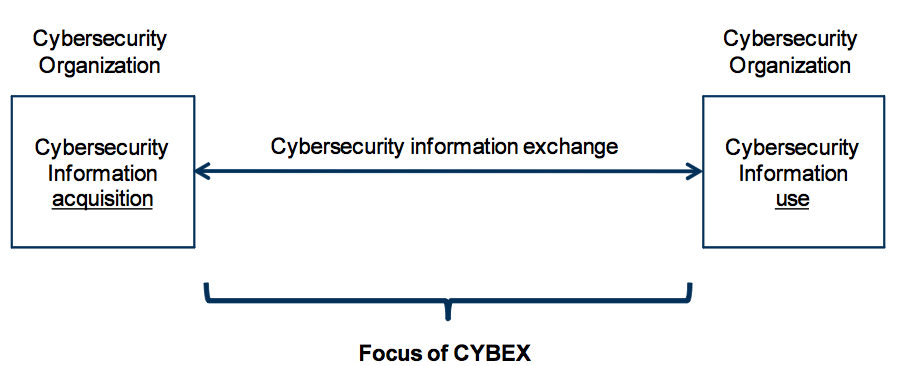 Cybersecurity
Organization
Cybersecurity
Organization
Cybersecurity
Information
acquisition
Cybersecurity information exchange
Cybersecurity
Information
use
Focus of CYBEX